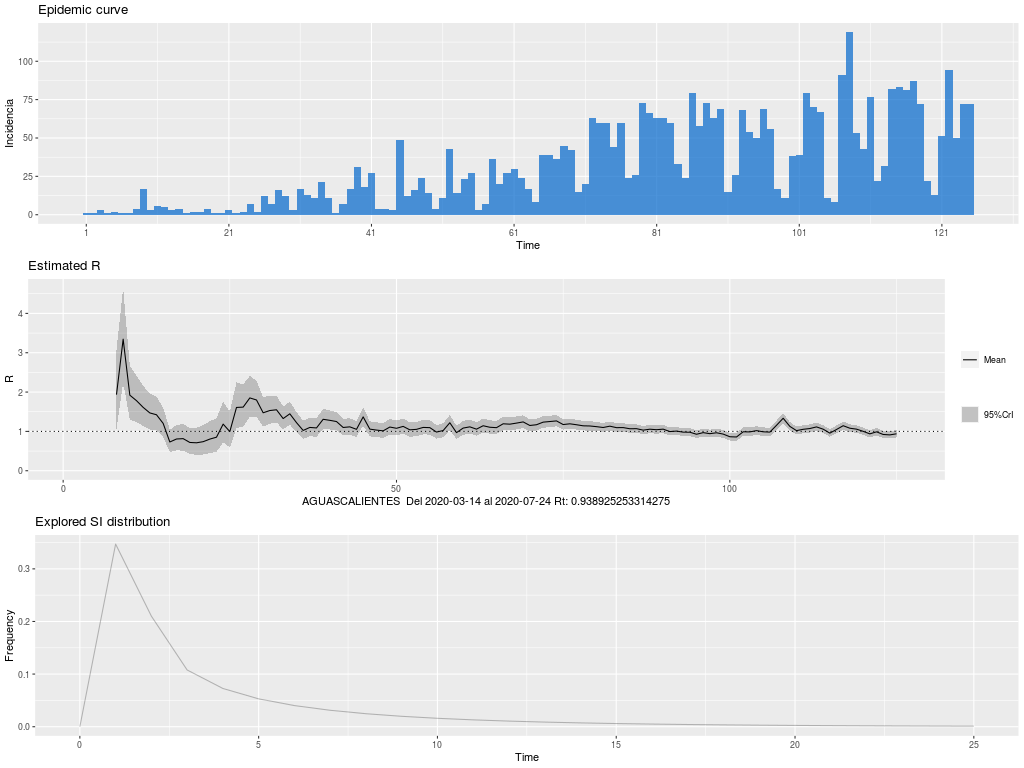 Epidemic curve
100
75
50
25
0
Incidencia
1 21 41 61 81 101 121
Time
Estimated R
4
3
2
1
0
R
Mean
95%CrI
0 50 100
AGUASCALIENTES Del 2020-03-14 al 2020-07-24 Rt: 0.938925253314275
Explored SI distribution
0.3
0.2
0.1
0.0
Frequency
0 5 10 15 20 25
Time